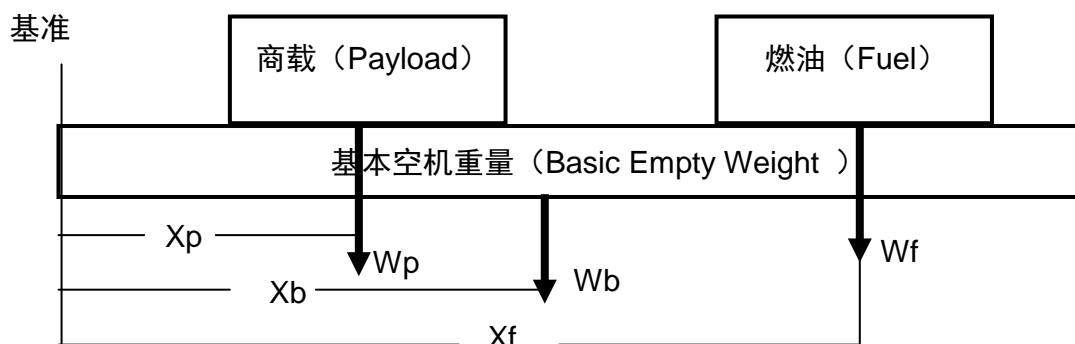 基准
商载（Payload）
燃油（Fuel）
基本空机重量（Basic Empty Weight ）
Xp
Wp
Wf
Xb
Wb
Xf